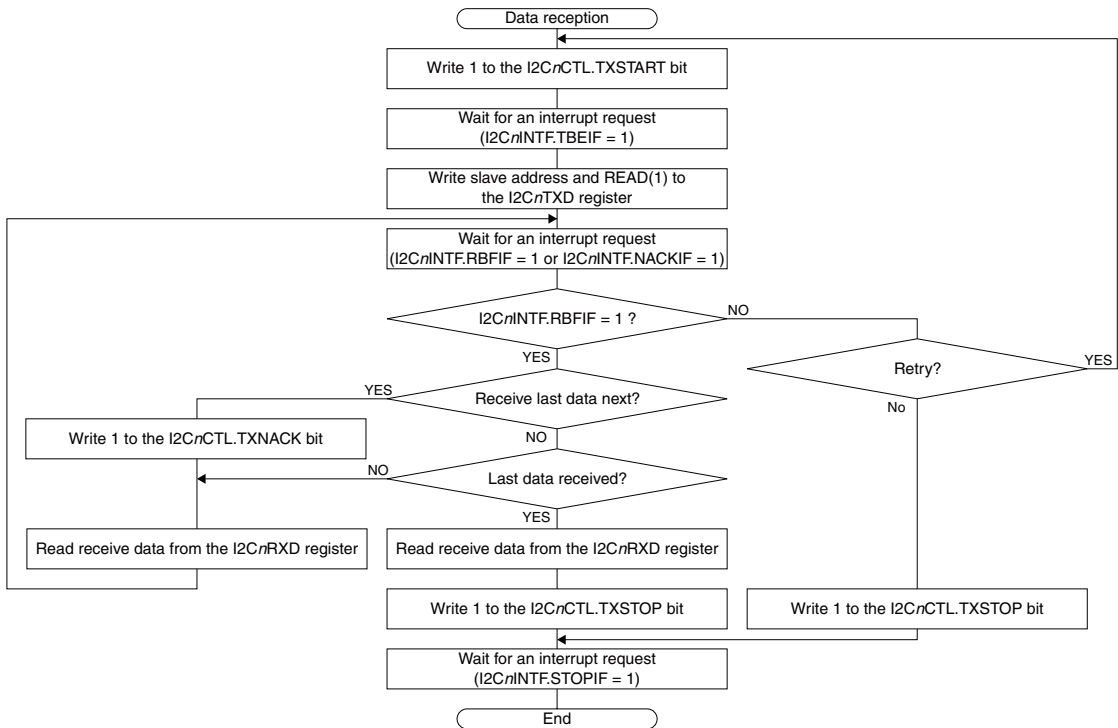 Data reception
Write 1 to the I2CnCTL.TXSTART bit
Wait for an interrupt request
(I2CnINTF.TBEIF = 1)
Write slave address and READ(1) to
the I2CnTXD register
Wait for an interrupt request
(I2CnINTF.RBFIF = 1 or I2CnINTF.NACKIF = 1)
I2CnINTF.RBFIF = 1 ?
NO
YES
Retry?
YES
No
Receive last data next?
YES
NO
Write 1 to the I2CnCTL.TXNACK bit
Last data received?
NO
YES
Read receive data from the I2CnRXD register
Read receive data from the I2CnRXD register
Write 1 to the I2CnCTL.TXSTOP bit
Write 1 to the I2CnCTL.TXSTOP bit
Wait for an interrupt request
(I2CnINTF.STOPIF = 1)
End